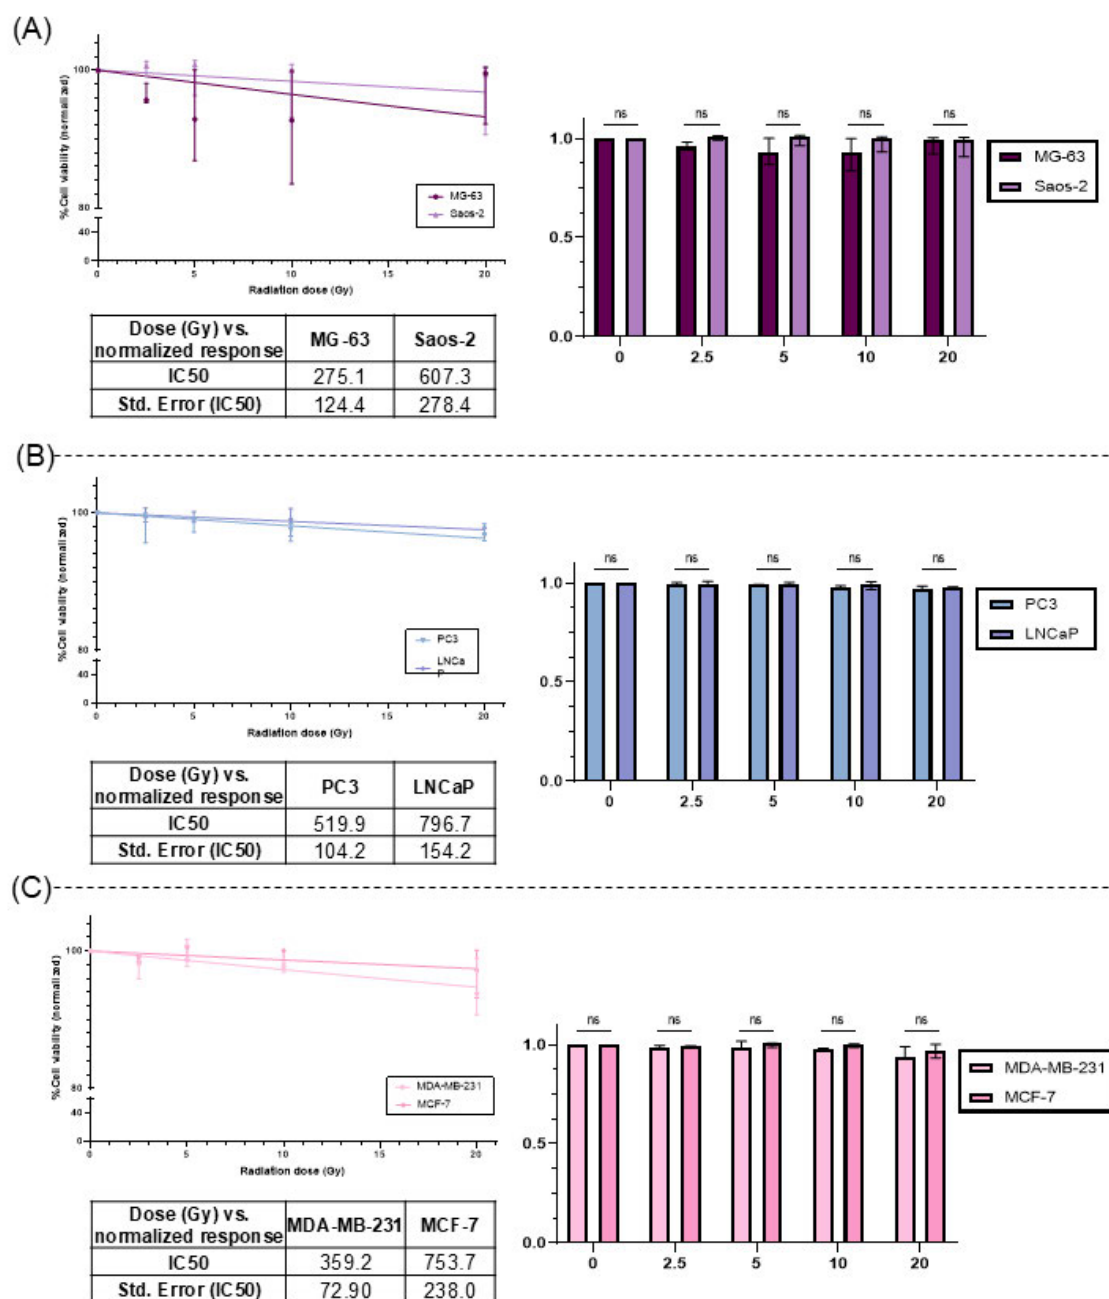 (A)
% Cell viability (normalized)
100
80
40
0
0 5 10 15 20
Radiation dose (Gy)
MG-63
Saos-2
ns ns ns ns ns
1.0
0.5
0.0
0 2.5 5 10 20
MG-63
Saos-2
Dose (Gy) vs. normalized response MG-63 Saos-2
IC50 275.1 607.3
Std. Error (IC50) 124.4 278.4
(B)
% Cell viability (normalized)
100
80
40
0
0 5 10 15 20
Radiation dose (Gy)
PC3
LNCa
P
ns ns ns ns ns
1.0
0.5
0.0
0 2.5 5 10 20
PC3
LNCaP
Dose (Gy) vs. normalized response PC3 LNCaP
IC50 519.9 796.7
Std. Error (IC50) 104.2 154.2
(C)
% Cell viability (normalized)
100
80
40
0
0 5 10 15 20
Radiation dose (Gy)
MDA-MB-231
MCF-7
ns ns ns ns ns
1.0
0.5
0.0
0 2.5 5 10 20
MDA-MB-231
MCF-7
Dose (Gy) vs. normalized response MDA-MB-231 MCF-7
IC50 359.2 753.7
Std. Error (IC50) 72.90 238.0